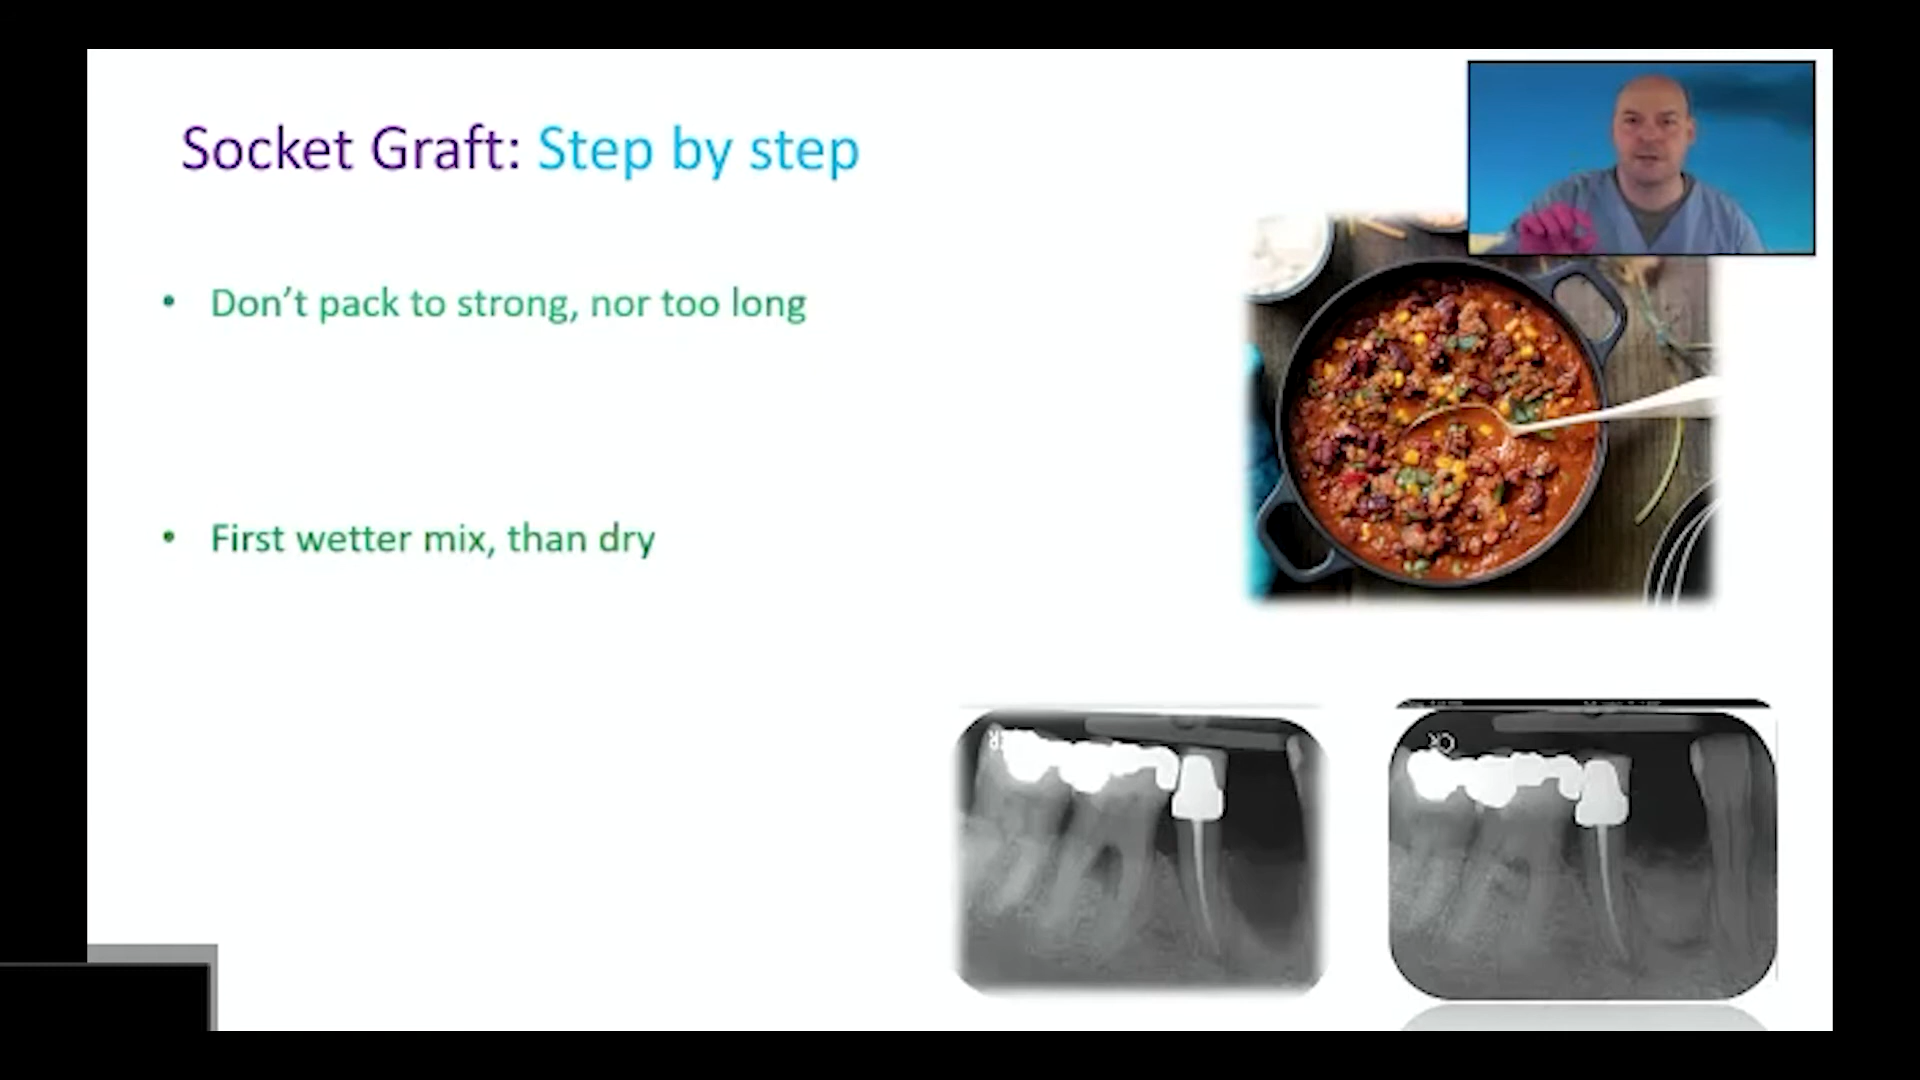 Socket Graft: Step by step
• Don't pack to strong, nor too long
• First wetter mix, than dry